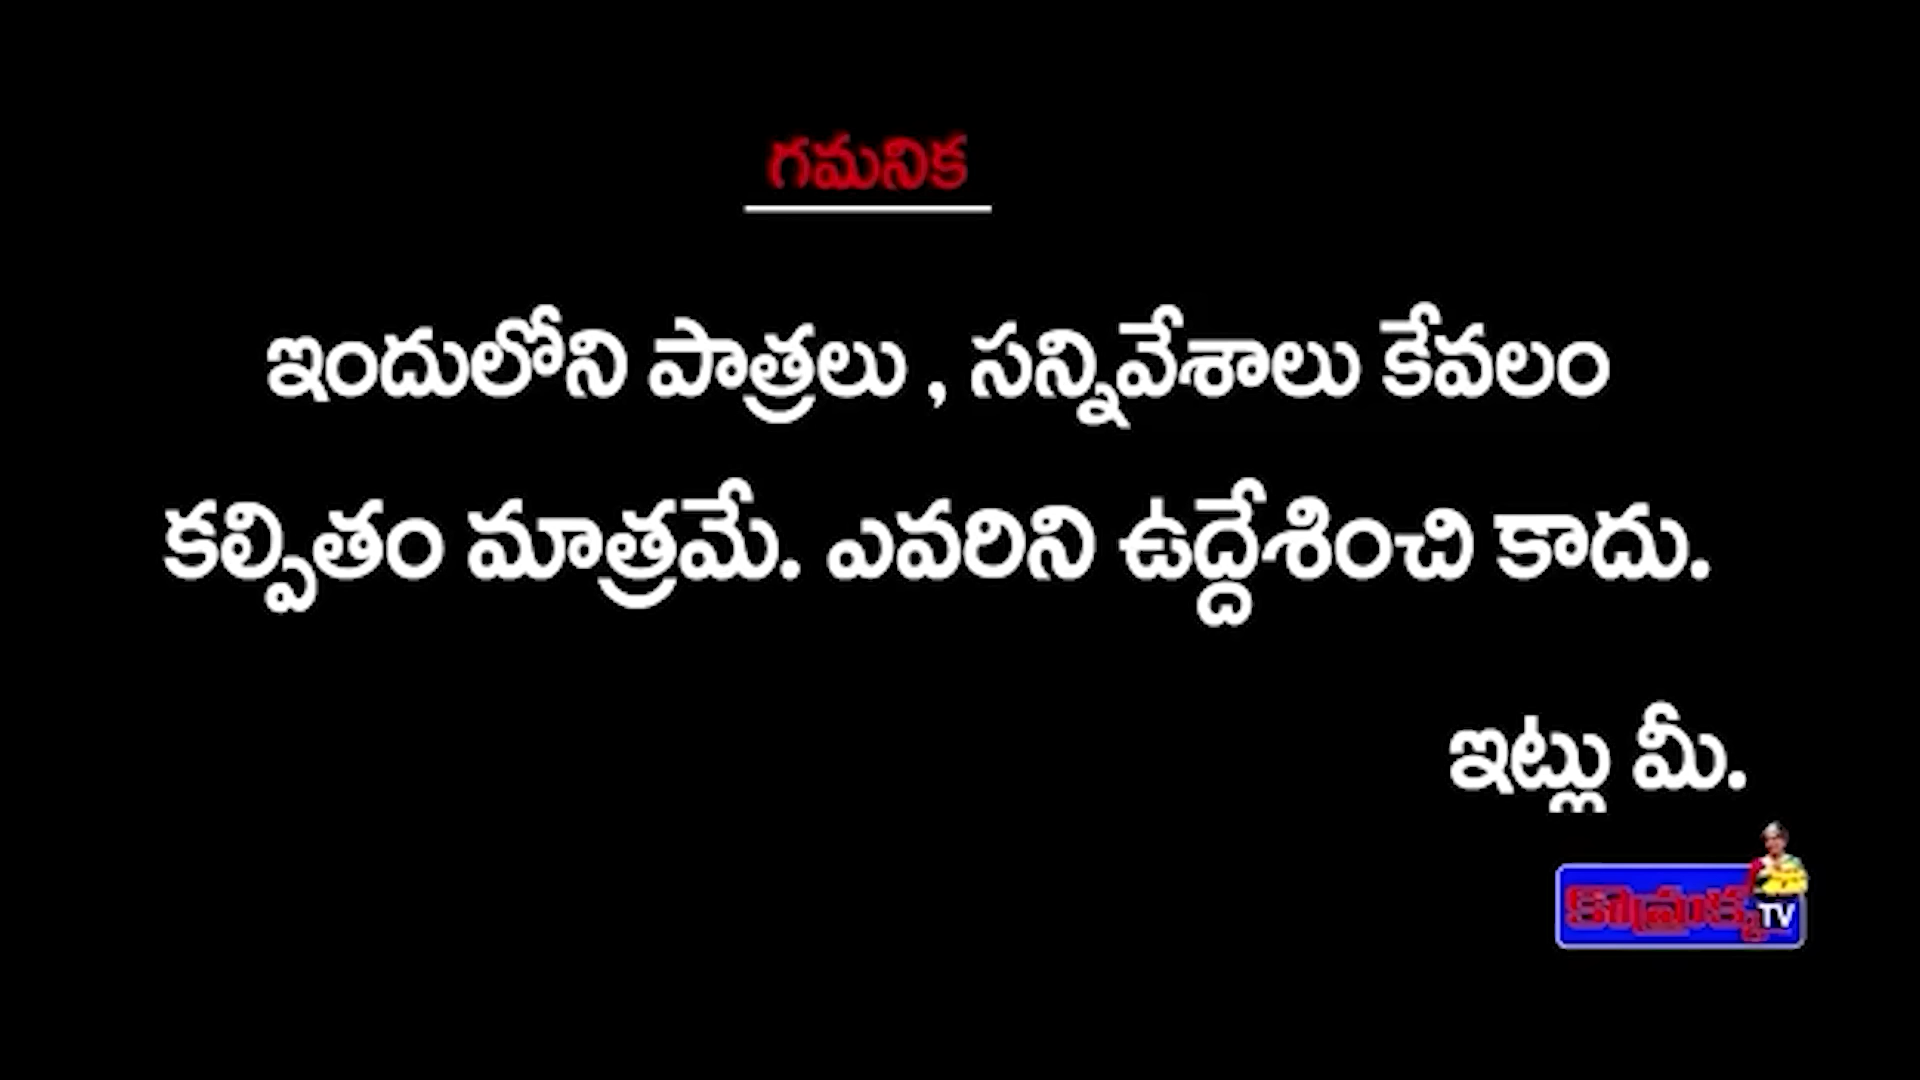 గమనిక
ఇందులోని పాత్రలు , సన్నివేశాలు కేవలం
కల్పితం మాత్రమే. ఎవరిని ఉద్దేశించి కాదు.
ఇట్లు మీ.
TV